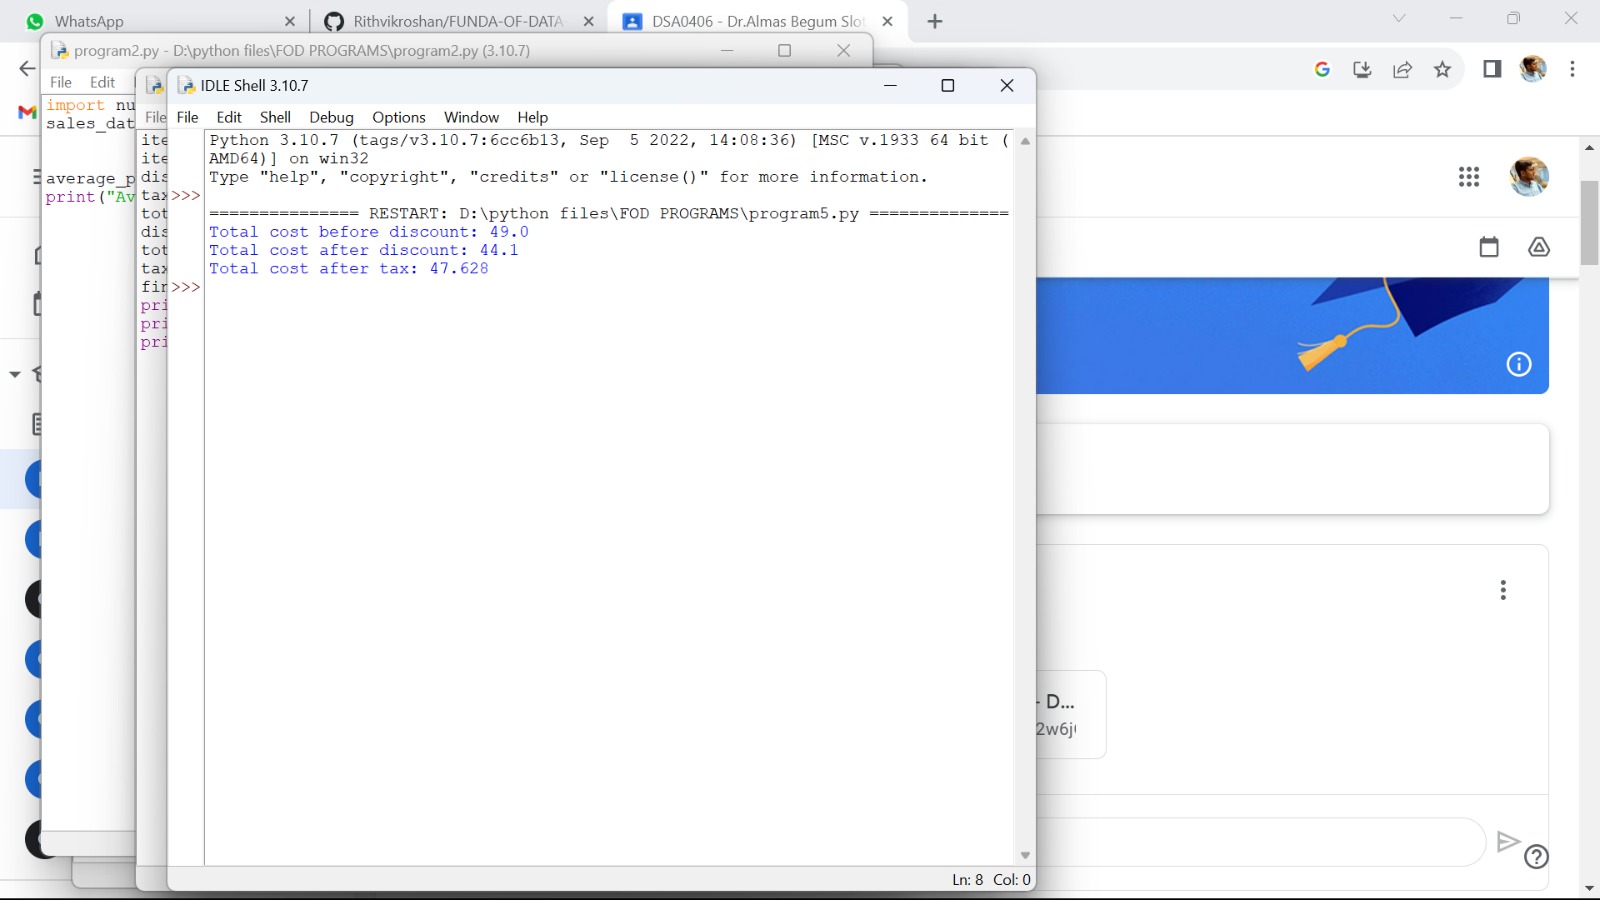 WhatsApp
Rithvikroshan/FUNDA-OF-DATA
DSA0406 - Dr.Almas Begum Slot
program2.py - D:\python files\FOD PROGRAMS\program2.py (3.10.7)
File Edit
import nu
sales_dat
average_p
print("Av
File
ite
ite
dis
tax
tot
dis
tot
tax
fin
pri
pri
pri
IDLE Shell 3.10.7
File Edit Shell Debug Options Window Help
Python 3.10.7 (tags/v3.10.7:6cc6b13, Sep  5 2022, 14:08:36) [MSC v.1933 64 bit (
AMD64)] on win32
Type "help", "copyright", "credits" or "license()" for more information.
>>>
=============== RESTART: D:\python files\FOD PROGRAMS\program5.py ==============
Total cost before discount: 49.0
Total cost after discount: 44.1
Total cost after tax: 47.628
>>>
Ln: 8 Col: 0
- D...
2w6j